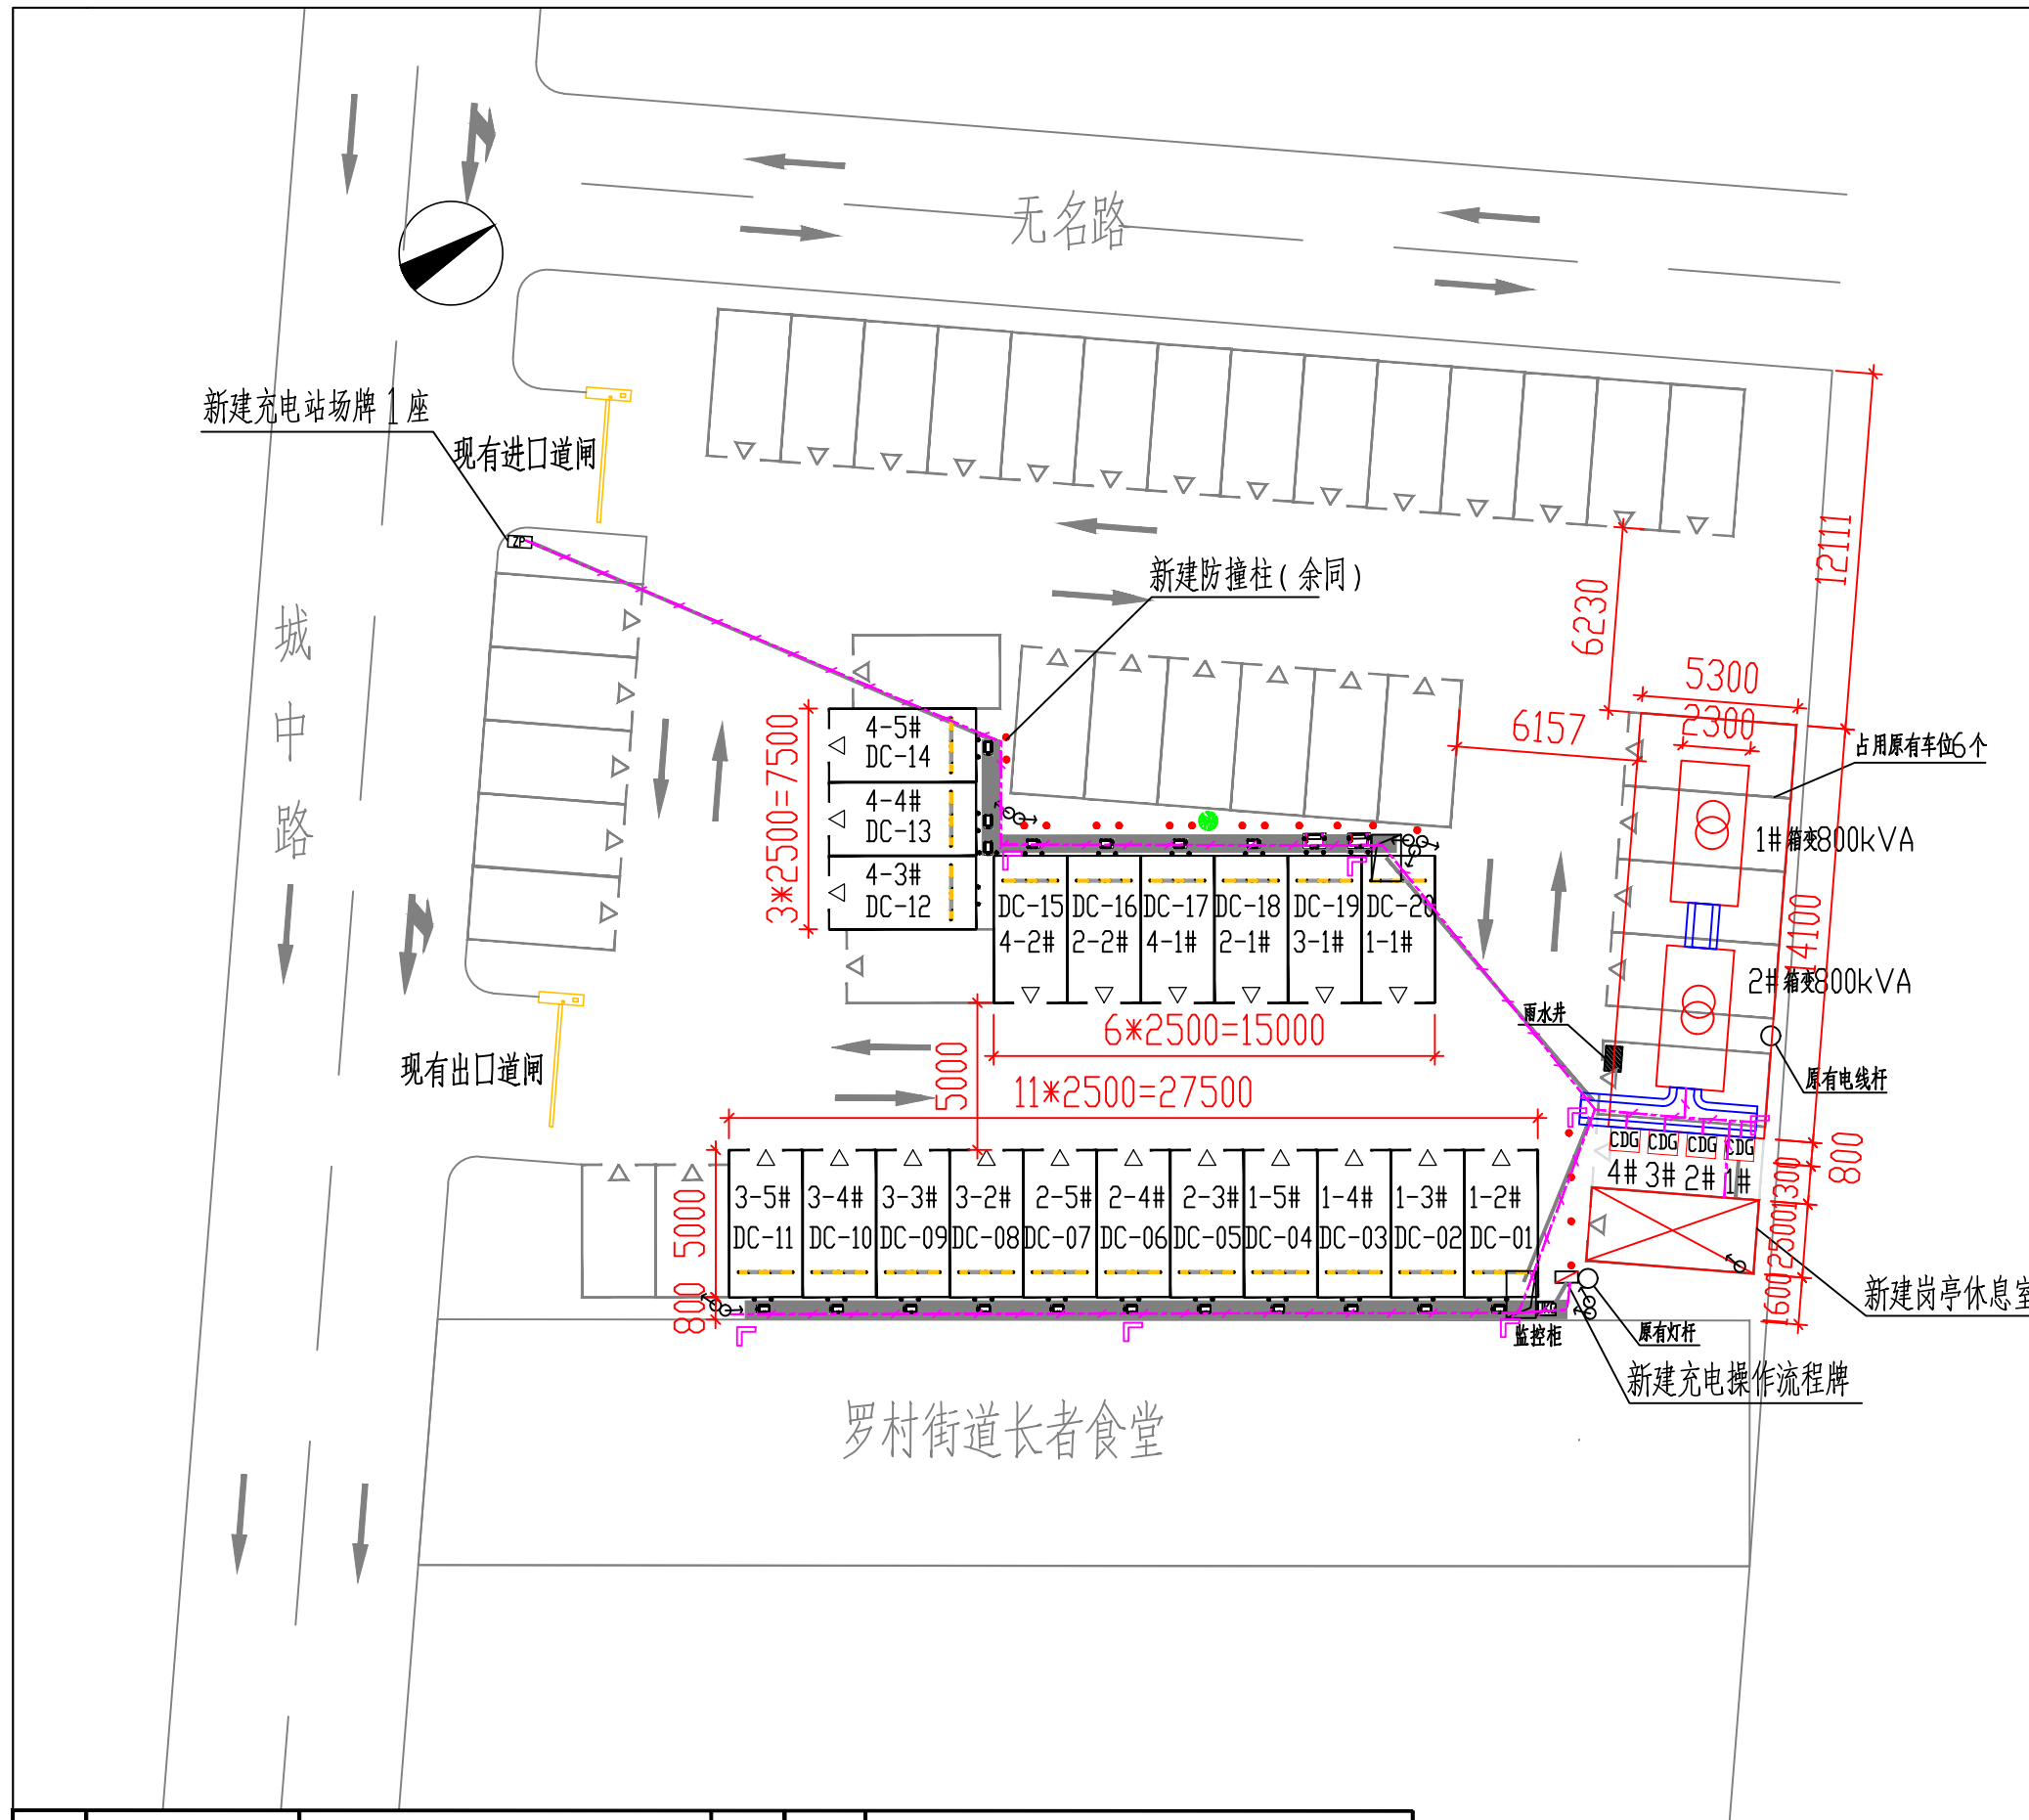 无名路
新建充电站场牌1座
现有进口道闸
ZP
新建防撞柱(余同)
12111
6230
5300
2300
6157
占用原有车位6个
城中路
3*2500=7500
4-5#
DC-14
4-4#
DC-13
4-3#
DC-12
1#箱变800kVA
14100
2#箱变800kVA
DC-15 DC-16 DC-17 DC-18 DC-19 DC-20
4-2# 2-2# 4-1# 2-1# 3-1# 1-1#
雨水井
6*2500=15000
现有出口道闸
5000
11*2500=27500
原有电线杆
CDG CDG CDG CDG
4# 3# 2# 1#
800
1300
2500
1600
5000
800
3-5# 3-4# 3-3# 3-2# 2-5# 2-4# 2-3# 1-5# 1-4# 1-3# 1-2#
DC-11 DC-10 DC-09 DC-08 DC-07 DC-06 DC-05 DC-04 DC-03 DC-02 DC-01
新建岗亭休息室
监控柜
原有灯杆
新建充电操作流程牌
罗村街道长者食堂